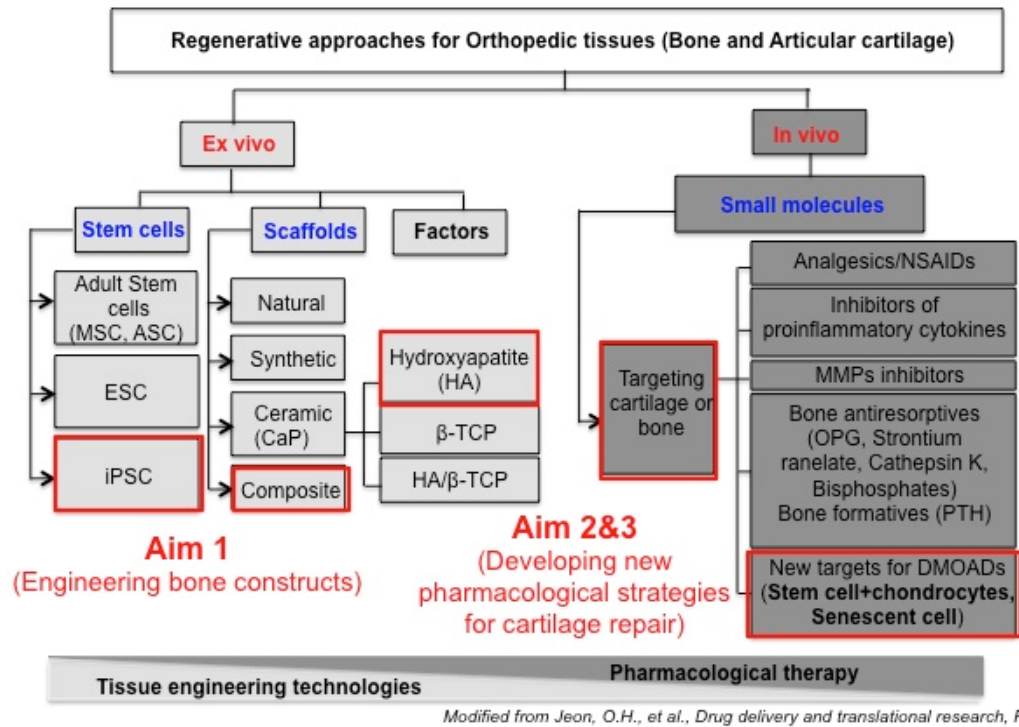 Regenerative approaches for Orthopedic tissues (Bone and Articular cartilage)
Ex vivo
In vivo
Stem cells
Scaffolds
Factors
Small molecules
Adult Stem
cells
(MSC, ASC)
ESC
iPSC
Natural
Synthetic
Ceramic
(CaP)
Composite
Hydroxyapatite
(HA)
β-TCP
HA/β-TCP
Targeting
cartilage or
bone
Analgesics/NSAIDs
Inhibitors of
proinflammatory cytokines
MMPs inhibitors
Bone antiresorptives
(OPG, Strontium
ranelate, Cathepsin K,
Bisphosphates)
Bone formatives (PTH)
New targets for DMOADs
(Stem cell+chondrocytes,
Senescent cell)
Aim 1
(Engineering bone constructs)
Aim 2&3
(Developing new
pharmacological strategies
for cartilage repair)
Pharmacological therapy
Tissue engineering technologies
Modified from Jeon, O.H., et al., Drug delivery and translational research,